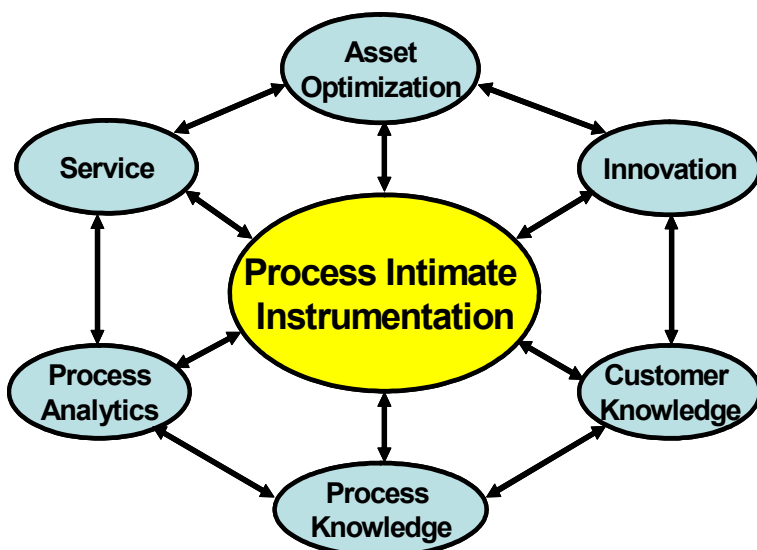 Asset
Optimization
Service
Innovation
Process Intimate
Instrumentation
Process
Analytics
Customer
Knowledge
Process
Knowledge